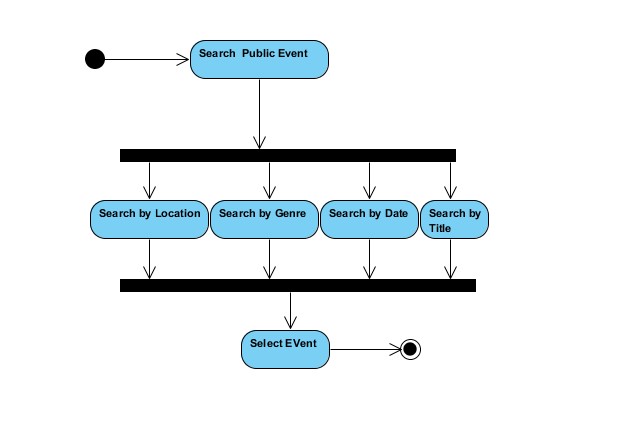 Search  Public Event
Search by Location
Search by Genre
Search by Date
Search by
Title
Select EVent